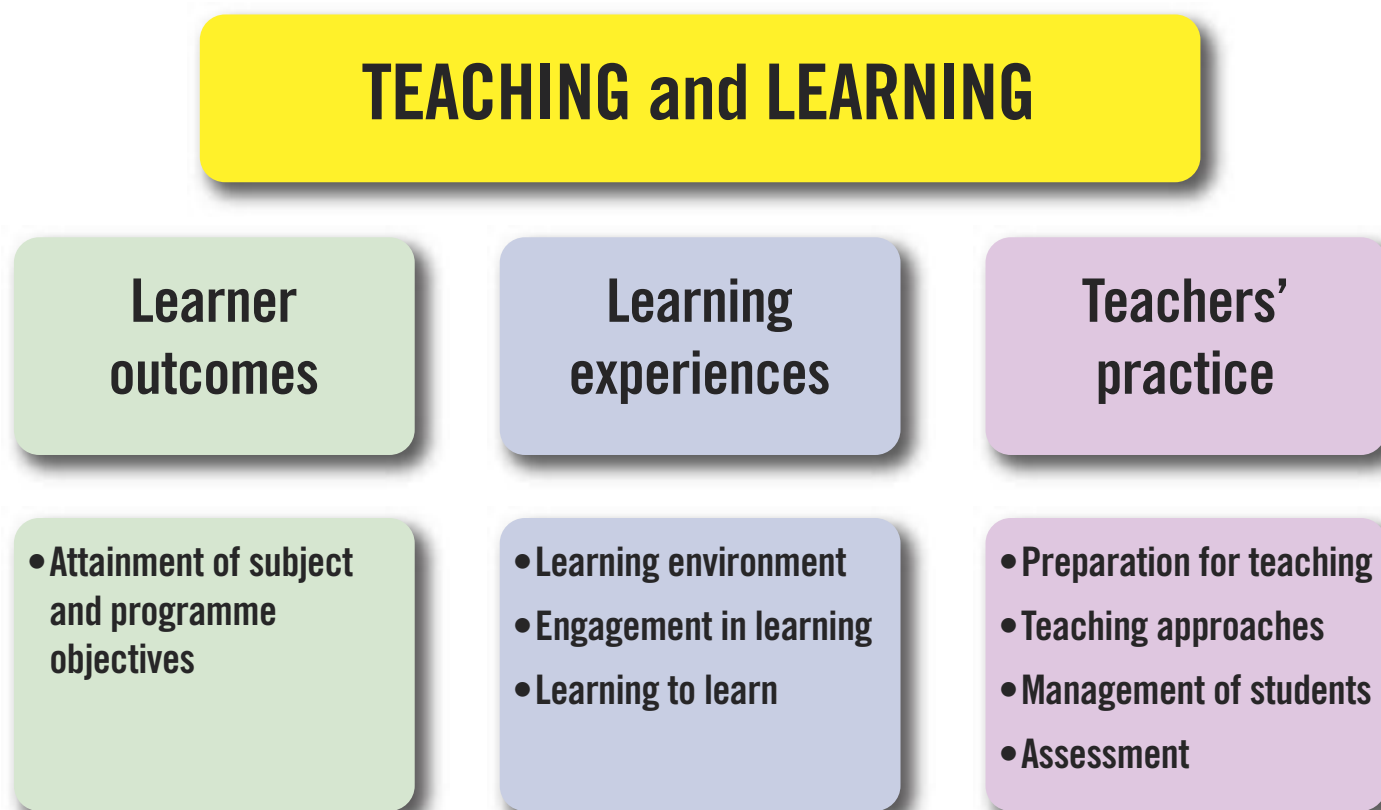 TEACHING and LEARNING
Learner
outcomes
Learning
experiences
Teachers’
practice
•Attainment of subject
and programme
objectives
•Learning environment
•Engagement in learning
•Learning to learn
•Preparation for teaching
•Teaching approaches
•Management of students
•Assessment